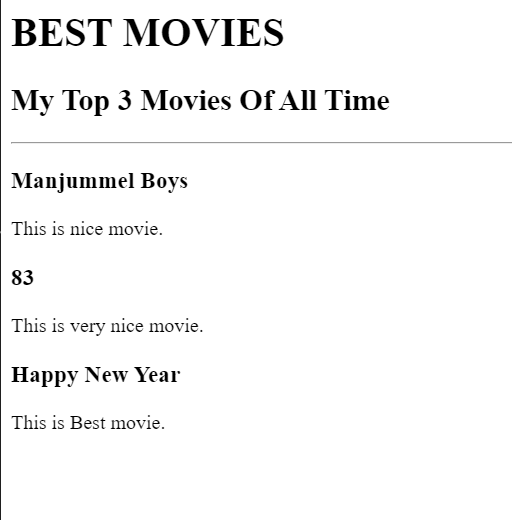 BEST MOVIES
My Top 3 Movies Of All Time
Manjummel Boys
This is nice movie.
83
This is very nice movie.
Happy New Year
This is Best movie.